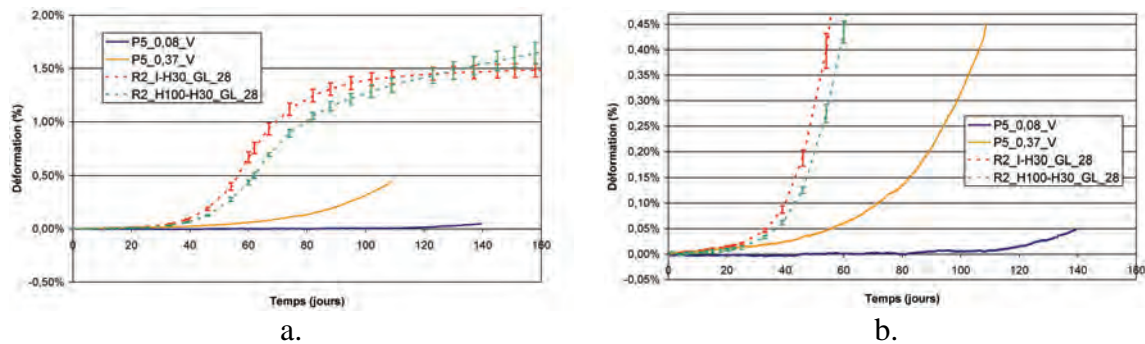 2,00%
1,50%
1,00%
0,50%
0,00%
-0,50%
Déformation (%)
P5_0,08_V
P5_0,37_V
R2_I-H30_GL_28
R2_H100-H30_GL_28
0 20 40 60 80 100 120 140 160
Temps (jours)
a.
0,45%
0,40%
0,35%
0,30%
0,25%
0,20%
0,15%
0,10%
0,05%
0,00%
-0,05%
Déformation (%)
P5_0,08_V
P5_0,37_V
R2_I-H30_GL_28
R2_H100-H30_GL_28
0 20 40 60 80 100 120 140 160
Temps (jours)
b.